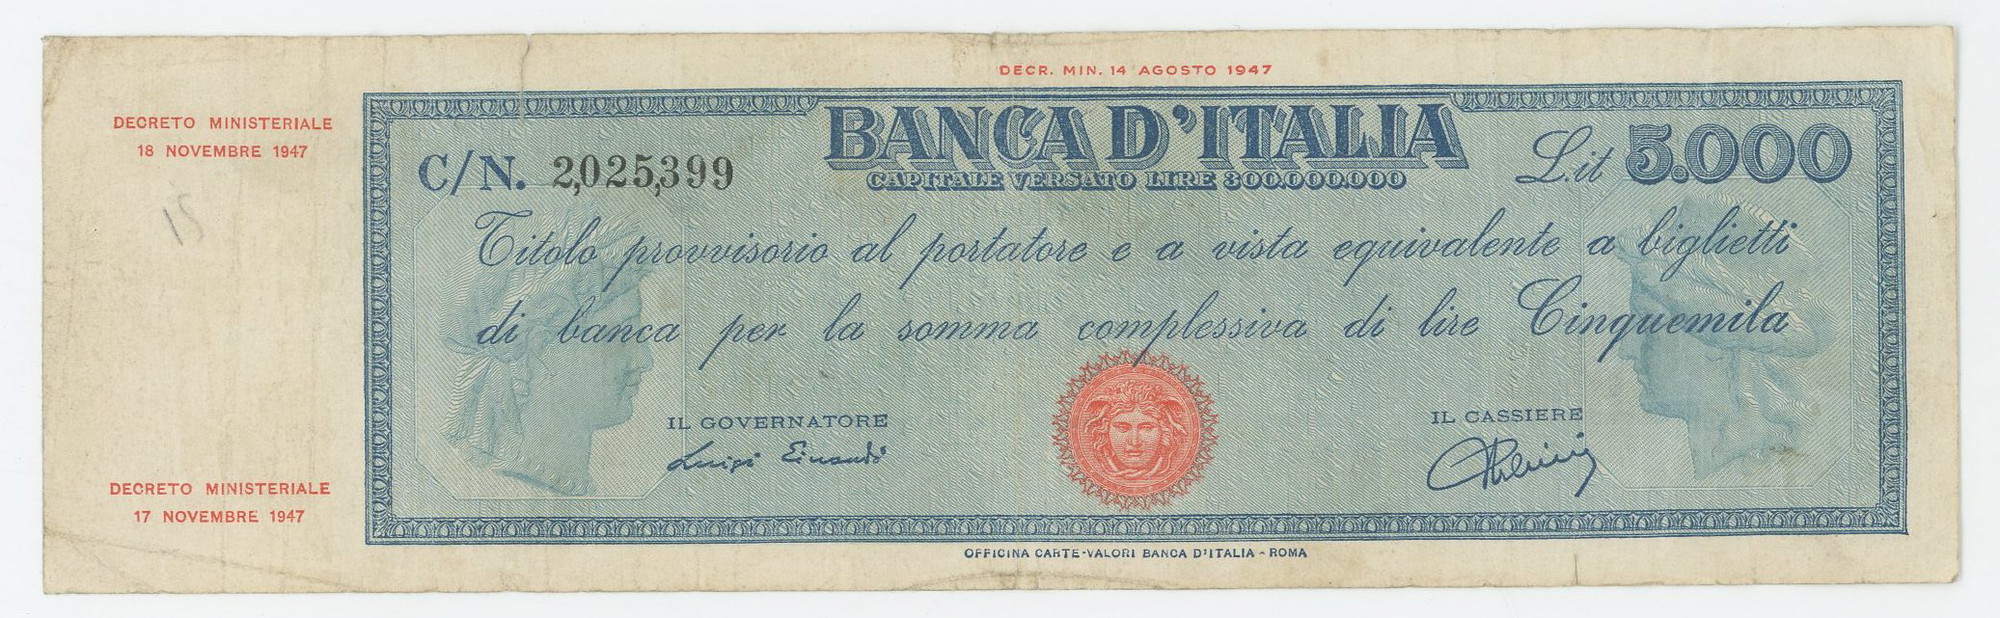 DECR. MIN. 14 AGOSTO 1947
DECRETO MINISTERIALE
18 NOVEMBRE 1947
15
BANCA D'ITALIA
CAPITALE VERSATO LIRE 300.000.000
C/N. 2,025,399
L.it 5.000
Titolo provvisorio al portatore e a vista equivalente a biglietti
di banca per la somma complessiva di lire Cinquemila
IL GOVERNATORE
Luigi Einaudi
IL CASSIERE
DECRETO MINISTERIALE
17 NOVEMBRE 1947
OFFICINA CARTE-VALORI BANCA D'ITALIA - ROMA